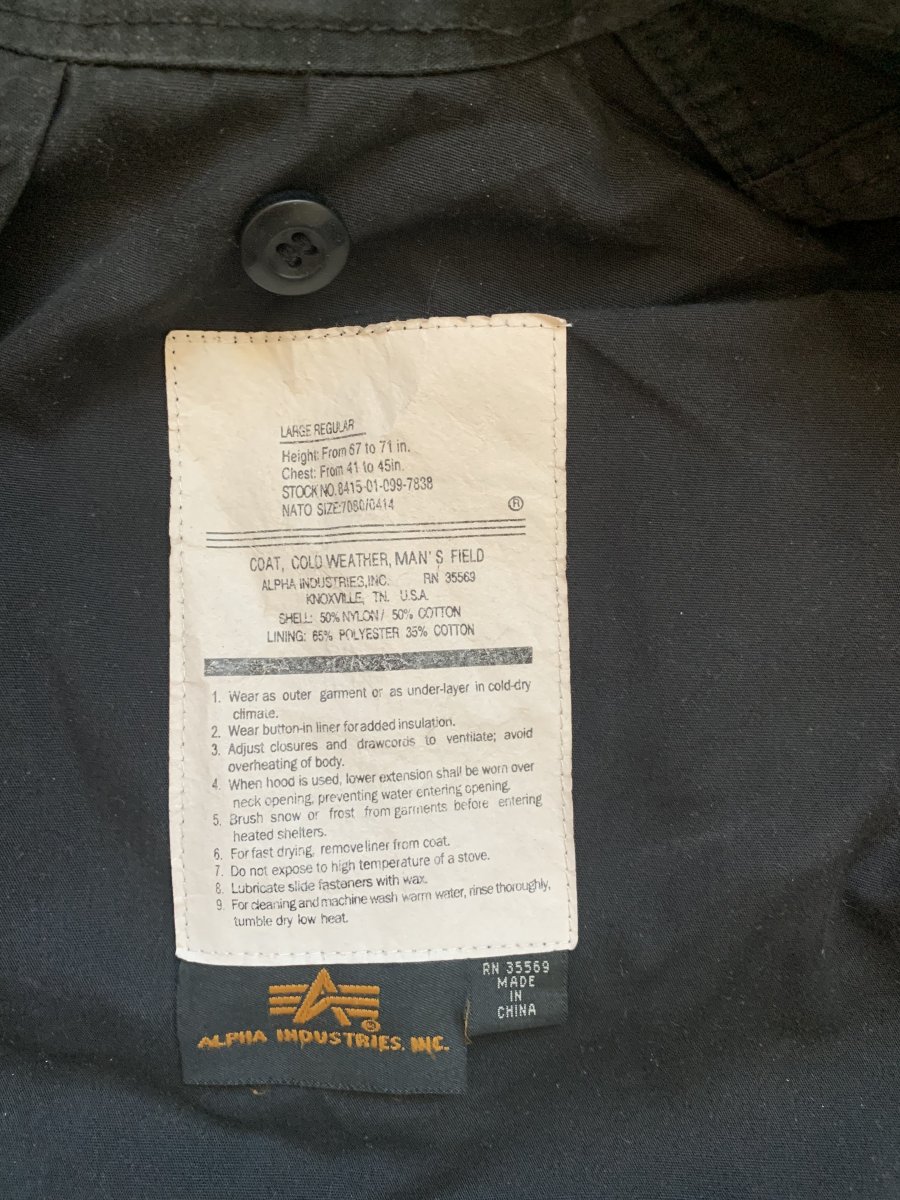 LARGE REGULAR
Height: From 67 to 71 in.
Chest: From 41 to 45in.
STOCK NO. 8415-01-099-7838
NATO SIZE:7080/0414
®
COAT, COLD WEATHER, MAN'S FIELD
ALPHA INDUSTRIES,INC. RN 35569
KNOXVILLE, TN. U.S.A.
SHELL: 50% NYLON/ 50% COTTON
LINING: 65% POLYESTER 35% COTTON
1. Wear as outer garment or as under-layer in cold-dry
climate.
2. Wear button-in liner for added insulation.
3. Adjust closures and drawcords to ventilate; avoid
overheating of body.
4. When hood is used, lower extension shall be worn over
neck opening, preventing water entering opening.
5. Brush snow or frost from garments before entering
heated shelters.
6. For fast drying, remove liner from coat.
7. Do not expose to high temperature of a stove.
8. Lubricate slide fasteners with wax.
9. For cleaning and machine wash warm water, rinse thoroughly,
tumble dry low heat.
RN 35569
MADE
IN
CHINA
®
ALPHA INDUSTRIES, INC.